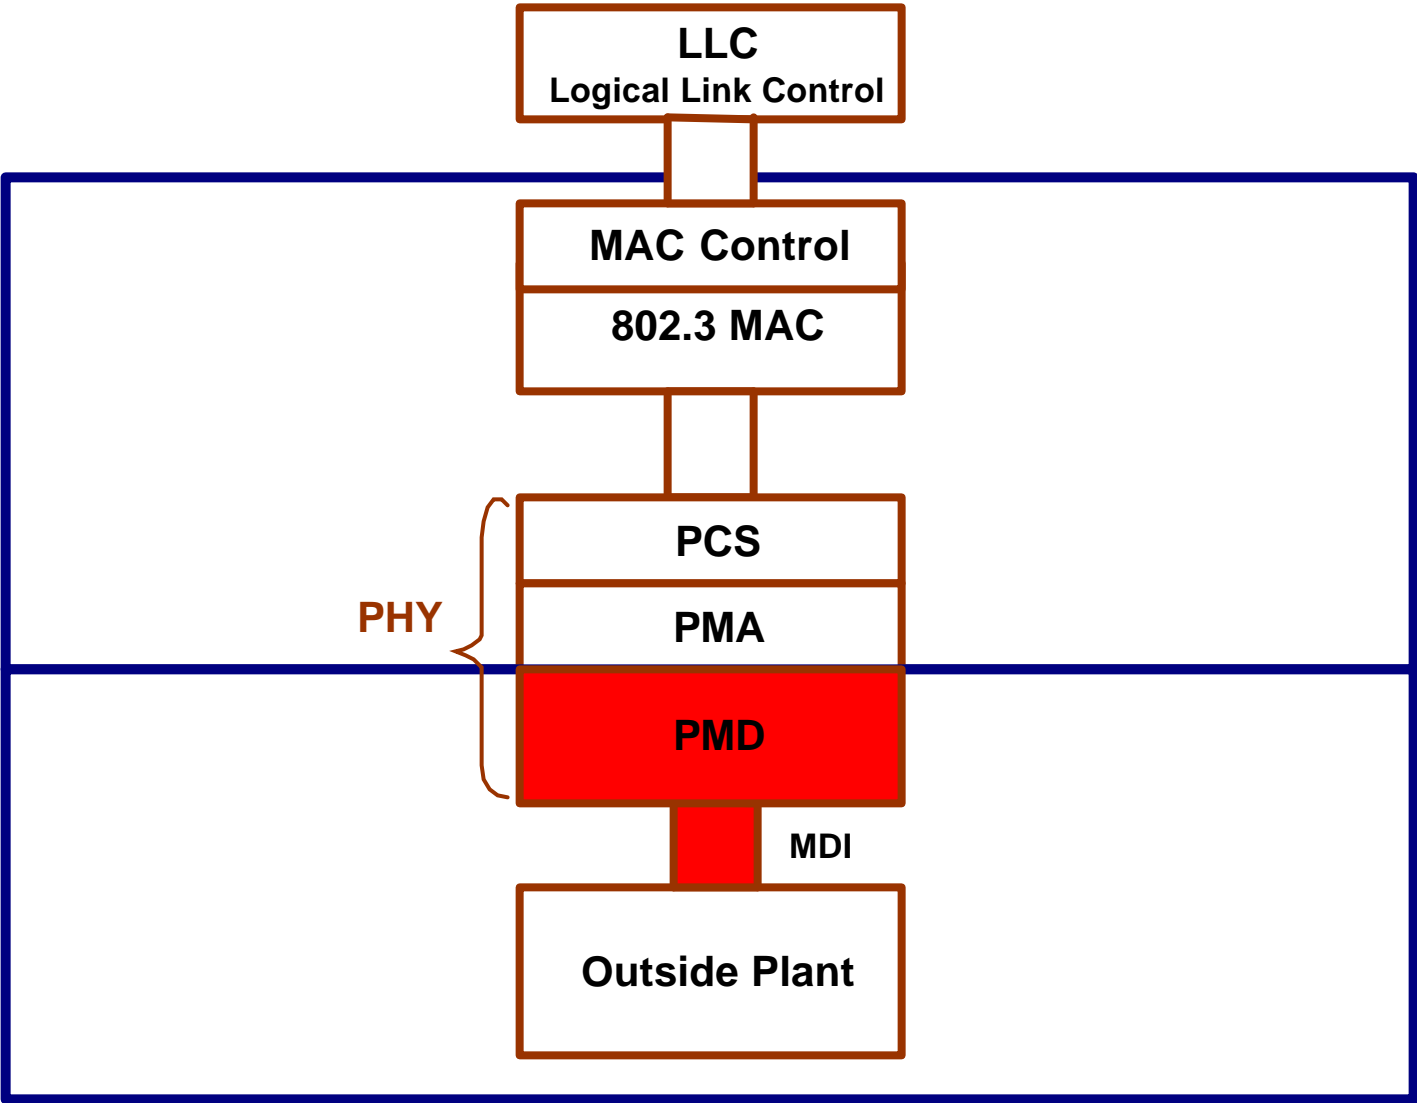 LLC
Logical Link Control
MAC Control
802.3 MAC
PCS
PHY
PMA
PMD
MDI
Outside Plant